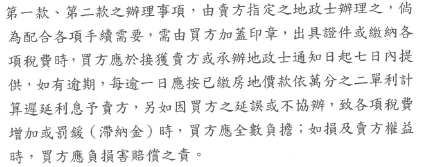 第一款、第二款之辦理事項，由賣方指定之地政士辦理之，倘
為配合各項手續需要，需由買方加蓋印章，出具證件或繳納各
項稅費時，買方應於接獲賣方或承辦地政士通知日起七日內提
供，如有逾期，每逾一日應按已繳房地價款依萬分之二單利計
算遲延利息予賣方，另如因買方之延誤或不協辦，致各項稅費
增加或罰鍰（滯納金）時，買方應全數負擔；如損及賣方權益
時，買方應負損害賠償之責。